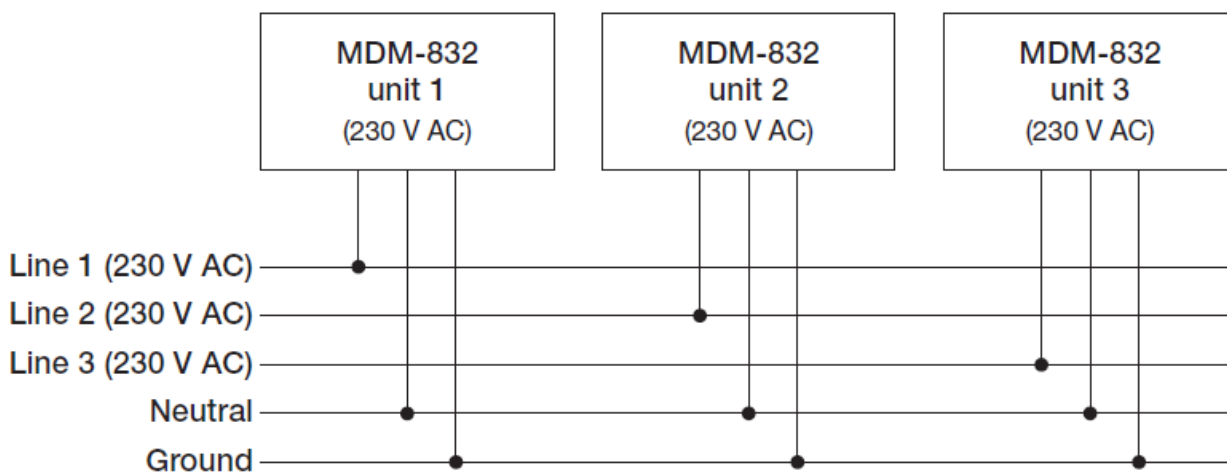 MDM-832
unit 1
(230 V AC)
MDM-832
unit 2
(230 V AC)
MDM-832
unit 3
(230 V AC)
Line 1 (230 V AC)
Line 2 (230 V AC)
Line 3 (230 V AC)
Neutral
Ground